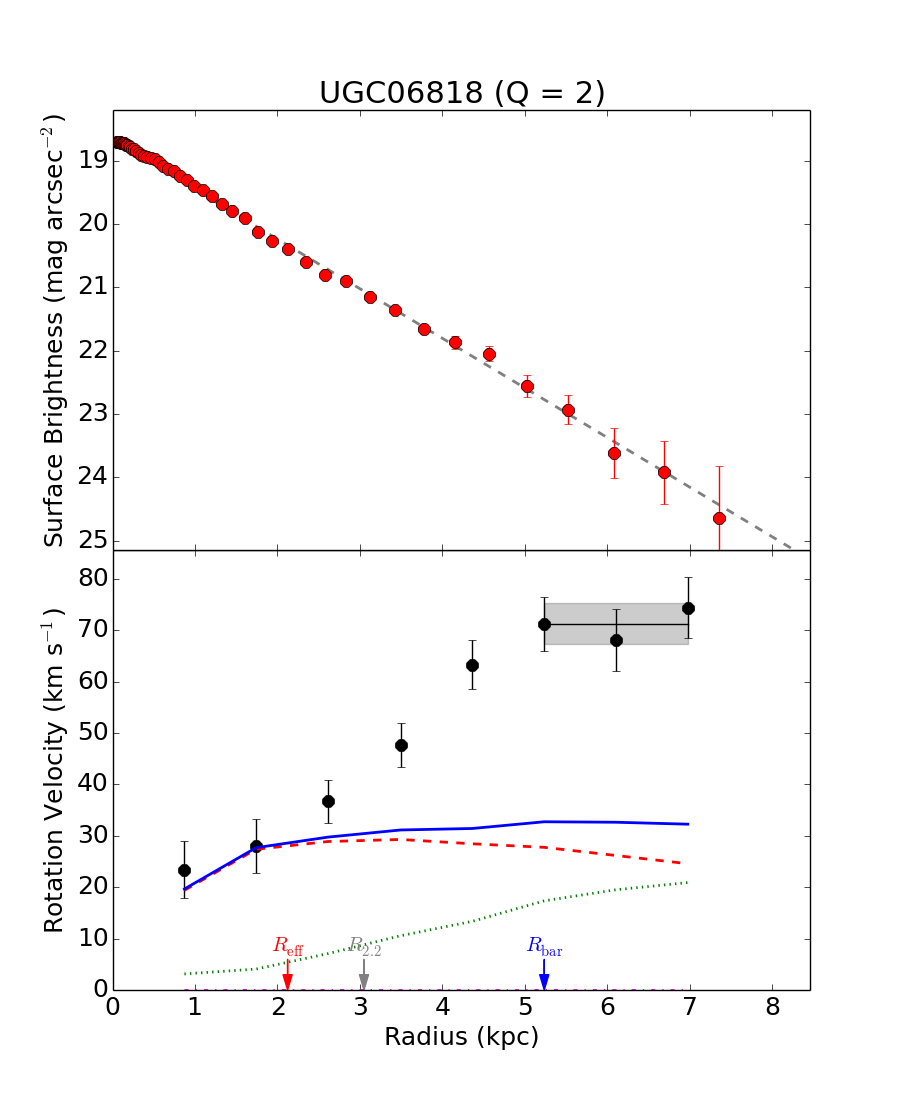 UGC06818 (Q = 2)
Surface Brightness (mag arcsec⁻²)
19
20
21
22
23
24
25
Rotation Velocity (km s⁻¹)
80
70
60
50
40
30
20
10
0
R_eff R_2.2 R_bar
0 1 2 3 4 5 6 7 8
Radius (kpc)